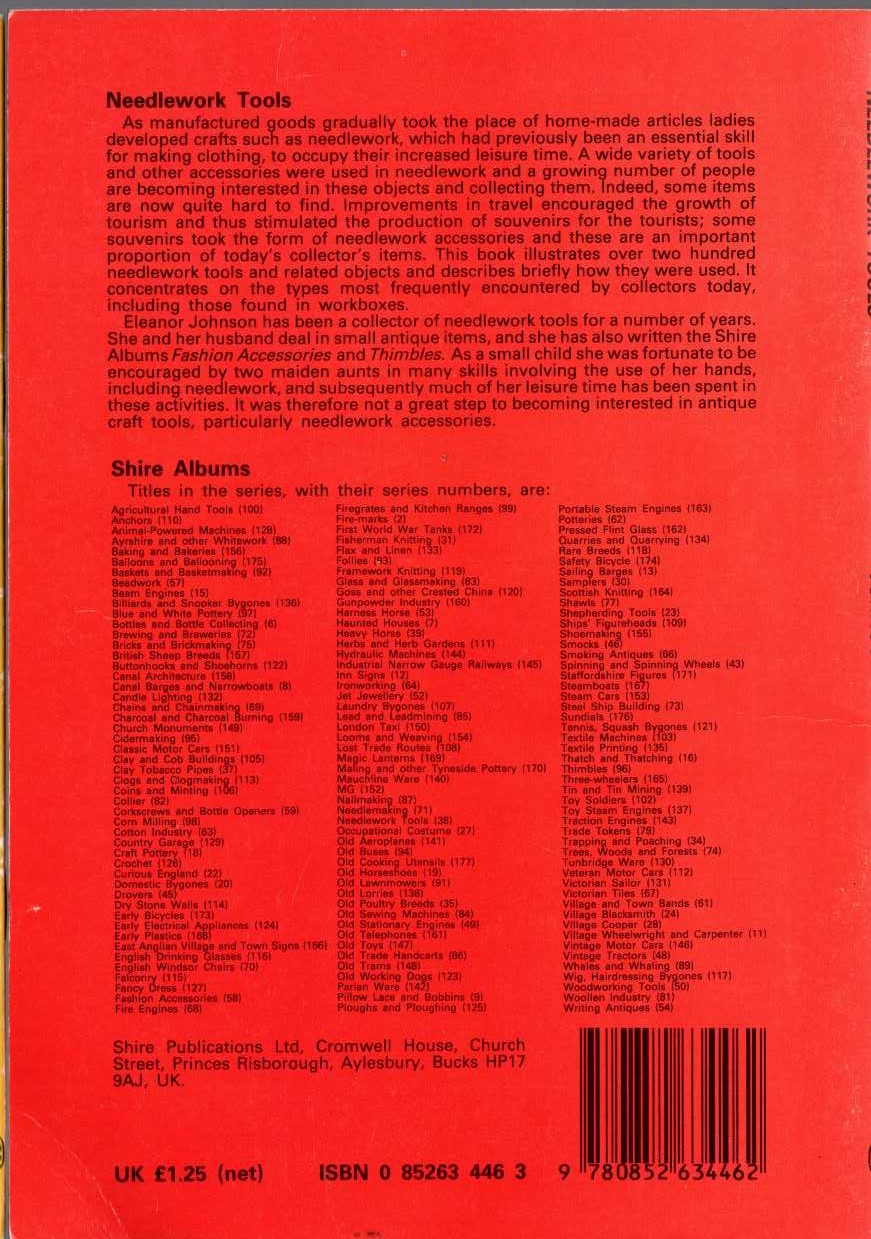 Needlework Tools
As manufactured goods gradually took the place of home-made articles ladies
developed crafts such as needlework, which had previously been an essential skill
for making clothing, to occupy their increased leisure time. A wide variety of tools
and other accessories were used in needlework and a growing number of people
are becoming interested in these objects and collecting them. Indeed, some items
are now quite hard to find. Improvements in travel encouraged the growth of
tourism and thus stimulated the production of souvenirs for the tourists; some
souvenirs took the form of needlework accessories and these are an important
proportion of today's collector's items. This book illustrates over two hundred
needlework tools and related objects and describes briefly how they were used. It
concentrates on the types most frequently encountered by collectors today,
including those found in workboxes.
Eleanor Johnson has been a collector of needlework tools for a number of years.
She and her husband deal in small antique items, and she has also written the Shire
Albums Fashion Accessories and Thimbles. As a small child she was fortunate to be
encouraged by two maiden aunts in many skills involving the use of her hands,
including needlework, and subsequently much of her leisure time has been spent in
these activities. It was therefore not a great step to becoming interested in antique
craft tools, particularly needlework accessories.
Shire Albums
Titles in the series, with their series numbers, are:
Agricultural Hand Tools (100)
Anchors (110)
Animal-Powered Machines (128)
Ayrshire and other Whitework (88)
Baking and Bakeries (156)
Balloons and Ballooning (175)
Baskets and Basketmaking (92)
Beadwork (57)
Beam Engines (15)
Billiards and Snooker Bygones (136)
Blue and White Pottery (97)
Bottles and Bottle Collecting (6)
Brewing and Breweries (72)
Bricks and Brickmaking (75)
British Sheep Breeds (157)
Buttonhooks and Shoehorns (122)
Canal Architecture (158)
Canal Barges and Narrowboats (8)
Candle Lighting (132)
Chains and Chainmaking (69)
Charcoal and Charcoal Burning (159)
Church Monuments (149)
Cidermaking (95)
Classic Motor Cars (151)
Clay and Cob Buildings (105)
Clay Tobacco Pipes (37)
Clogs and Clogmaking (113)
Coins and Minting (106)
Collier (82)
Corkscrews and Bottle Openers (59)
Corn Milling (98)
Cotton Industry (63)
Country Garage (129)
Craft Pottery (18)
Crochet (126)
Curious England (22)
Domestic Bygones (20)
Drovers (45)
Dry Stone Walls (114)
Early Bicycles (173)
Early Electrical Appliances (124)
Early Plastics (168)
East Anglian Village and Town Signs (166)
English Drinking Glasses (116)
English Windsor Chairs (70)
Falconry (115)
Fancy Dress (127)
Fashion Accessories (58)
Fire Engines (68)
Firegrates and Kitchen Ranges (99)
Fire-marks (2)
First World War Tanks (172)
Fisherman Knitting (31)
Flax and Linen (133)
Follies (93)
Framework Knitting (119)
Glass and Glassmaking (83)
Goss and other Crested China (120)
Gunpowder Industry (160)
Harness Horse (53)
Haunted Houses (7)
Heavy Horse (39)
Herbs and Herb Gardens (111)
Hydraulic Machines (144)
Industrial Narrow Gauge Railways (145)
Inn Signs (12)
Ironworking (64)
Jet Jewellery (52)
Laundry Bygones (107)
Lead and Leadmining (85)
London Taxi (150)
Looms and Weaving (154)
Lost Trade Routes (108)
Magic Lanterns (169)
Maling and other Tyneside Pottery (170)
Mauchline Ware (140)
MG (152)
Nailmaking (87)
Needlemaking (71)
Needlework Tools (38)
Occupational Costume (27)
Old Aeroplanes (141)
Old Buses (94)
Old Cooking Utensils (177)
Old Horseshoes (19)
Old Lawnmowers (91)
Old Lorries (138)
Old Poultry Breeds (35)
Old Sewing Machines (84)
Old Stationary Engines (49)
Old Telephones (161)
Old Toys (147)
Old Trade Handcarts (86)
Old Trams (148)
Old Working Dogs (123)
Parian Ware (142)
Pillow Lace and Bobbins (9)
Ploughs and Ploughing (125)
Portable Steam Engines (163)
Potteries (62)
Pressed Flint Glass (162)
Quarries and Quarrying (134)
Rare Breeds (118)
Safety Bicycle (174)
Sailing Barges (13)
Samplers (30)
Scottish Knitting (164)
Shawls (77)
Shepherding Tools (23)
Ships' Figureheads (109)
Shoemaking (155)
Smocks (46)
Smoking Antiques (66)
Spinning and Spinning Wheels (43)
Staffordshire Figures (171)
Steamboats (167)
Steam Cars (153)
Steel Ship Building (73)
Sundials (176)
Tennis, Squash Bygones (121)
Textile Machines (103)
Textile Printing (135)
Thatch and Thatching (16)
Thimbles (96)
Three-wheelers (165)
Tin and Tin Mining (139)
Toy Soldiers (102)
Toy Steam Engines (137)
Traction Engines (143)
Trade Tokens (79)
Trapping and Poaching (34)
Trees, Woods and Forests (74)
Tunbridge Ware (130)
Veteran Motor Cars (112)
Victorian Sailor (131)
Victorian Tiles (67)
Village and Town Bands (61)
Village Blacksmith (24)
Village Cooper (28)
Village Wheelwright and Carpenter (11)
Vintage Motor Cars (146)
Vintage Tractors (48)
Whales and Whaling (89)
Wig, Hairdressing Bygones (117)
Woodworking Tools (50)
Woollen Industry (81)
Writing Antiques (54)
Shire Publications Ltd, Cromwell House, Church
Street, Princes Risborough, Aylesbury, Bucks HP17
9AJ, UK.
UK £1.25 (net)
ISBN 0 85263 446 3
9 780852 634462